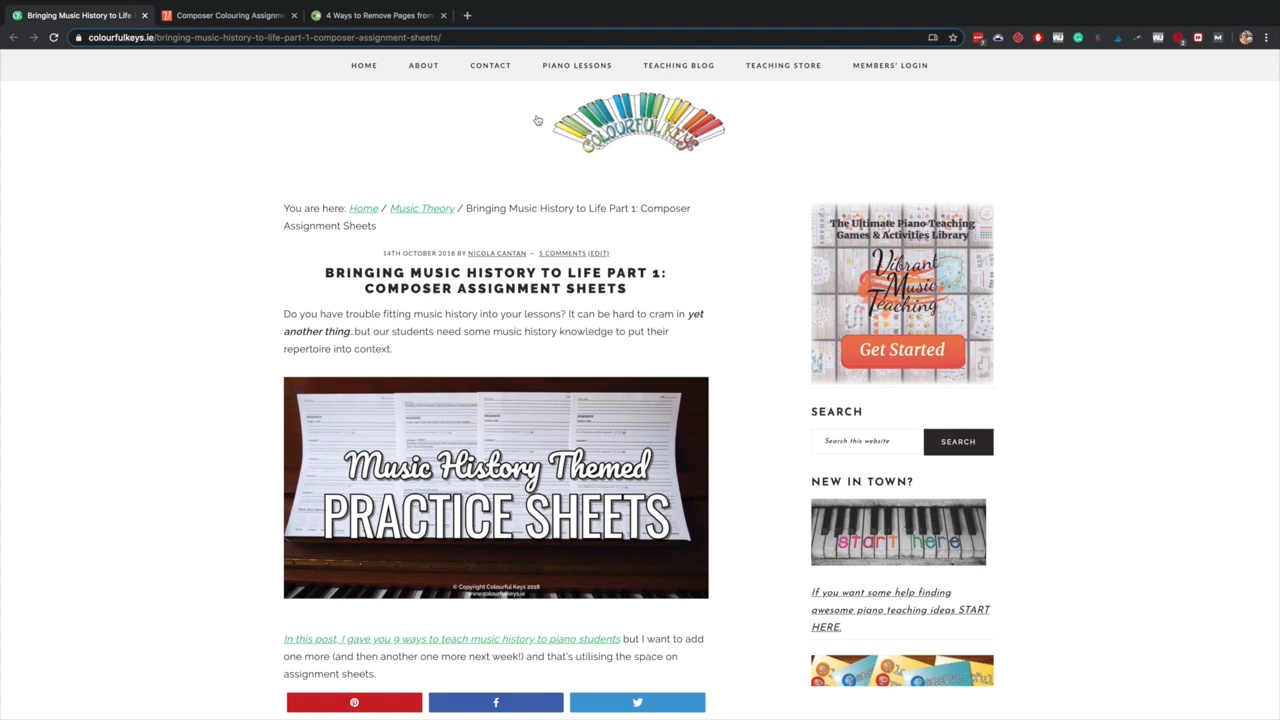 Bringing Music History to Life
Composer Colouring Assignme
4 Ways to Remove Pages from
colourfulkeys.ie/bringing-music-history-to-life-part-1-composer-assignment-sheets/
HOME ABOUT CONTACT PIANO LESSONS TEACHING BLOG TEACHING STORE MEMBERS' LOGIN
COLOURFUL KEYS
You are here: Home / Music Theory / Bringing Music History to Life Part 1: Composer
Assignment Sheets
14TH OCTOBER 2018 BY NICOLA CANTAN — 5 COMMENTS (EDIT)
BRINGING MUSIC HISTORY TO LIFE PART 1:
COMPOSER ASSIGNMENT SHEETS
Do you have trouble fitting music history into your lessons? It can be hard to cram in yet
another thing…but our students need some music history knowledge to put their
repertoire into context.
Music History Themed
PRACTICE SHEETS
© Copyright Colourful Keys 2018
www.colourfulkeys.ie
In this post, I gave you 9 ways to teach music history to piano students but I want to add
one more (and then another one more next week!) and that's utilising the space on
assignment sheets.
The Ultimate Piano Teaching
Games & Activities Library
Vibrant
Music
Teaching
Get Started
SEARCH
Search this website
SEARCH
NEW IN TOWN?
start here
If you want some help finding
awesome piano teaching ideas START
HERE.